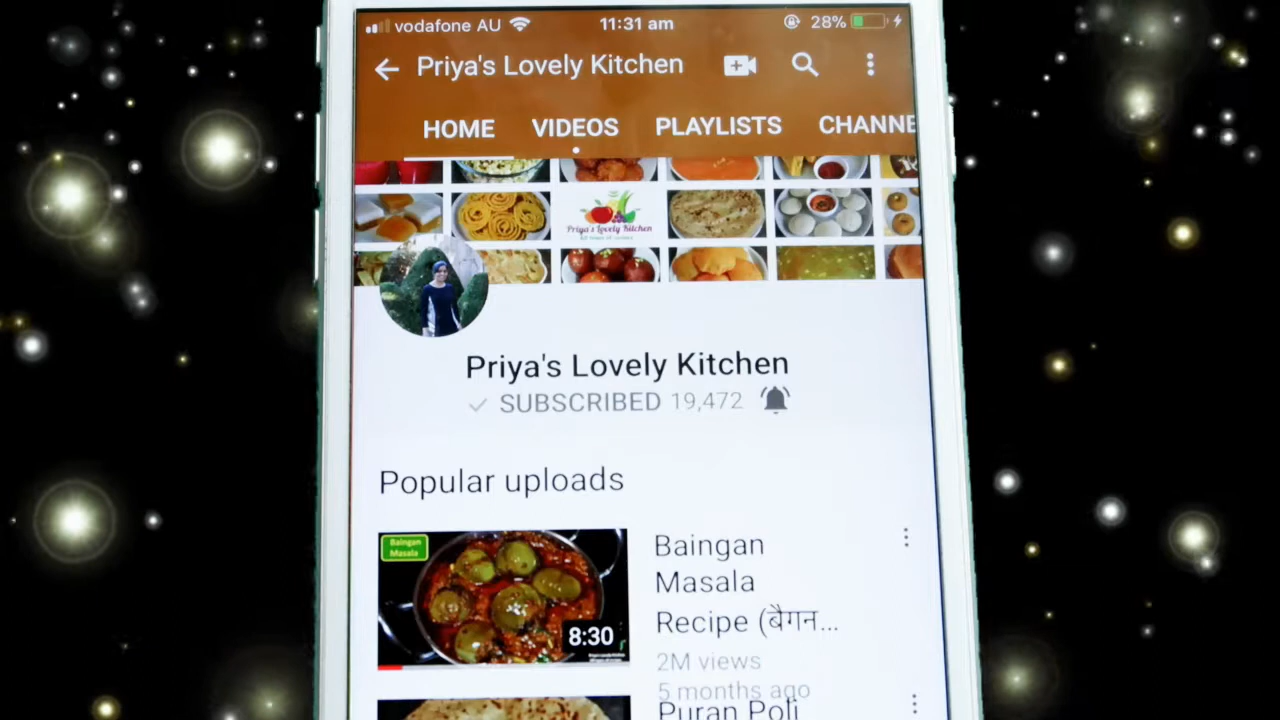 vodafone AU
11:31 am
28%
Priya's Lovely Kitchen
HOME
VIDEOS
PLAYLISTS
CHANNE
Priya's Lovely Kitchen
Priya's Lovely Kitchen
SUBSCRIBED 19,472
Popular uploads
Baingan
Masala
8:30
Baingan
Masala
Recipe (बैगन...
2M views
5 months ago
Puran Poli